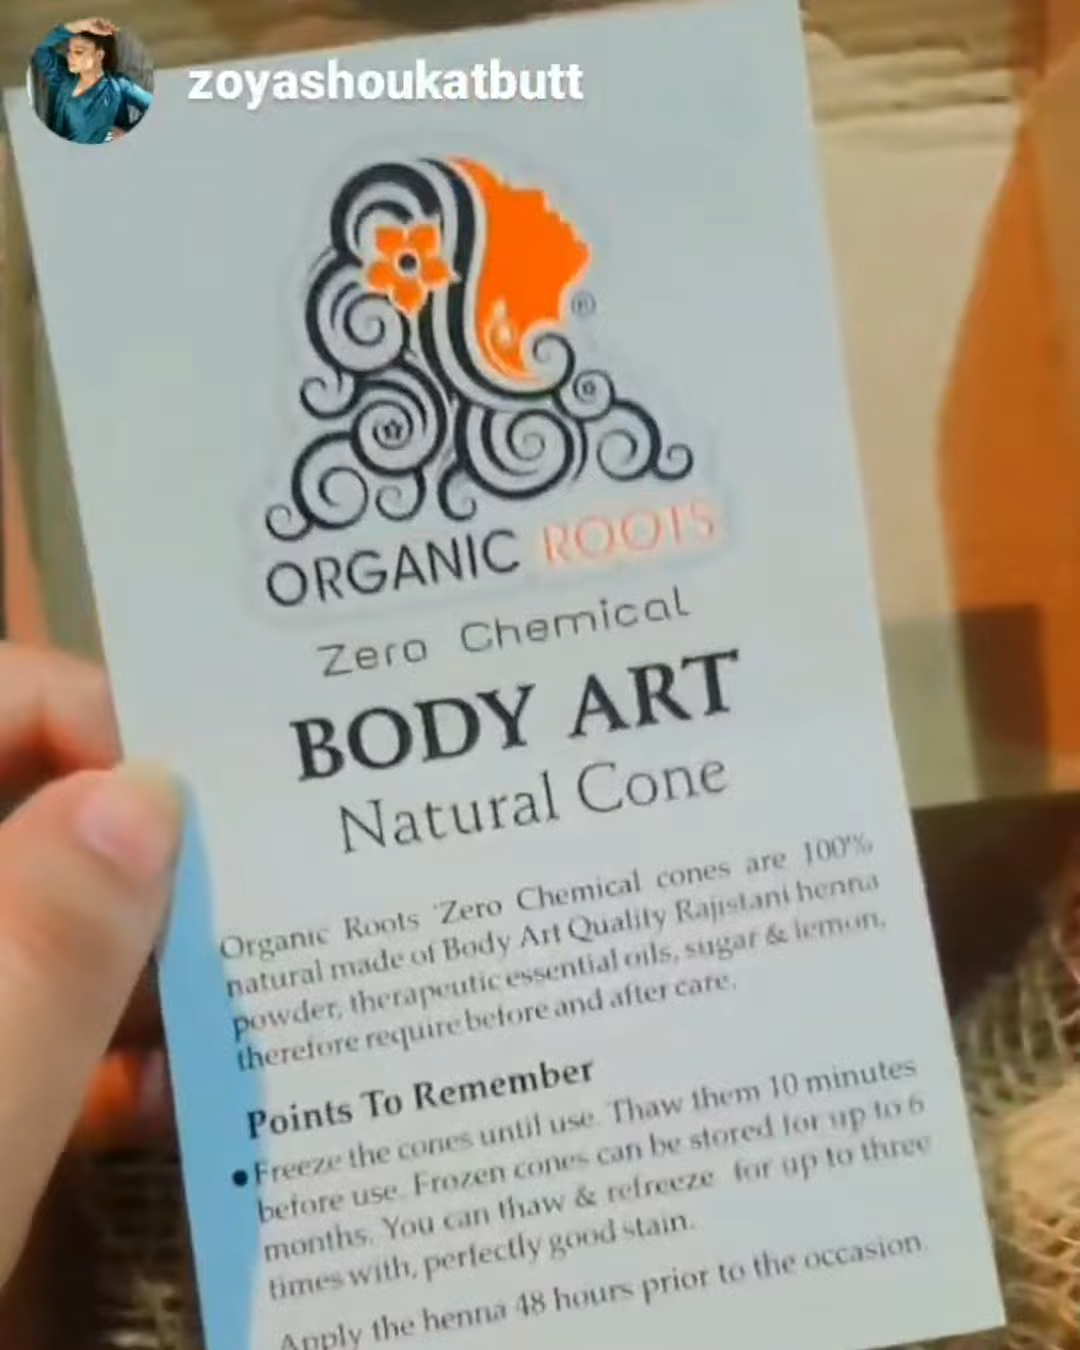 zoyashoukatbutt
®
ORGANIC ROOTS
Zero Chemical
BODY ART
Natural Cone
Organic Roots 'Zero Chemical cones are 100%
natural made of Body Art Quality Rajistani henna
powder, therapeutic essential oils, sugar & lemon,
therefore require before and after care.
Points To Remember
●Freeze the cones until use. Thaw them 10 minutes
before use. Frozen cones can be stored for up to 6
months. You can thaw & refreeze for up to three
times with, perfectly good stain.
Apply the henna 48 hours prior to the occasion.